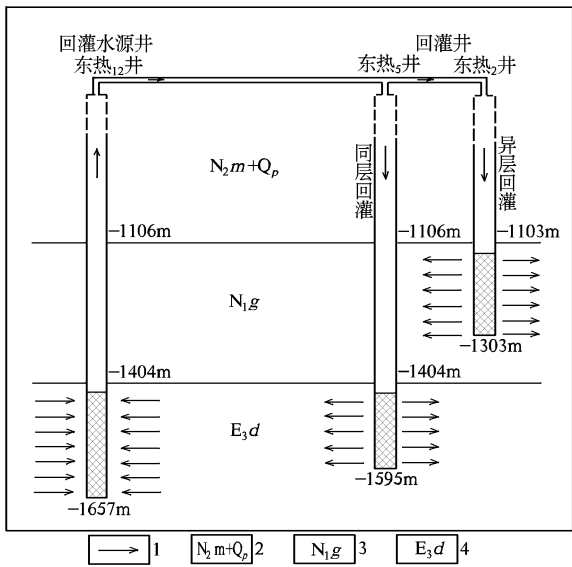 回灌水源井
东热₁₂井
回灌井
东热₅井
东热₂井
同层回灌
异层回灌
N₂m+Qₚ
−1106m
−1106m
−1103m
N₁g
−1303m
−1404m
−1404m
E₃d
−1595m
−1657m
1
N₂m+Qₚ 2
N₁g 3
E₃d 4